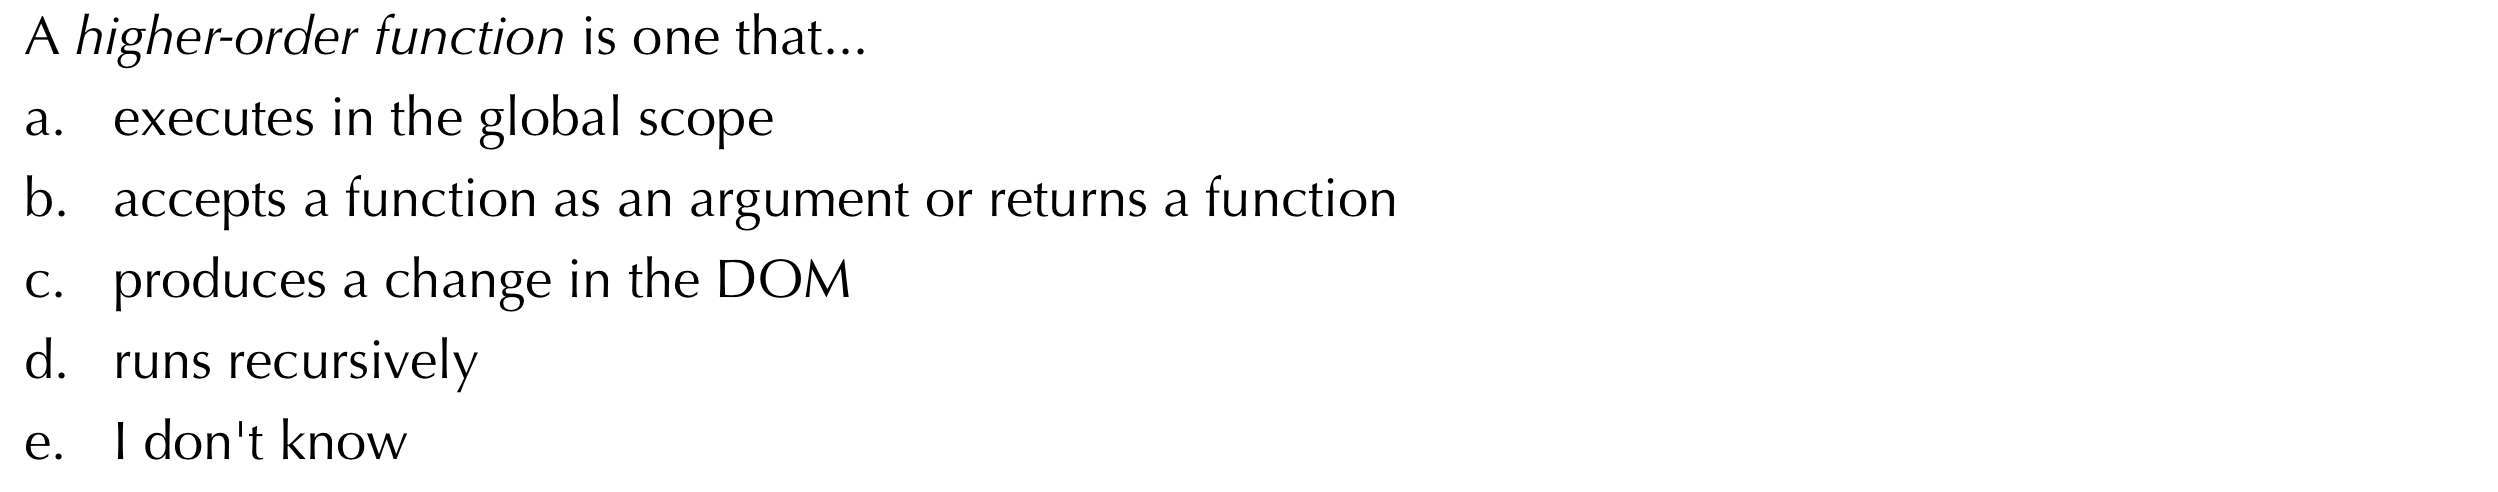 A higher-order function is one that...
a. executes in the global scope
b. accepts a function as an argument or returns a function
c. produces a change in the DOM
d. runs recursively
e. I don't know